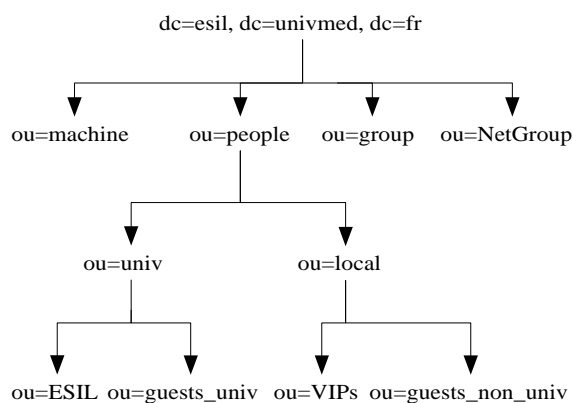 dc=esil, dc=univmed, dc=fr
ou=machine ou=people ou=group ou=NetGroup
ou=univ ou=local
ou=ESIL ou=guests_univ ou=VIPs ou=guests_non_univ